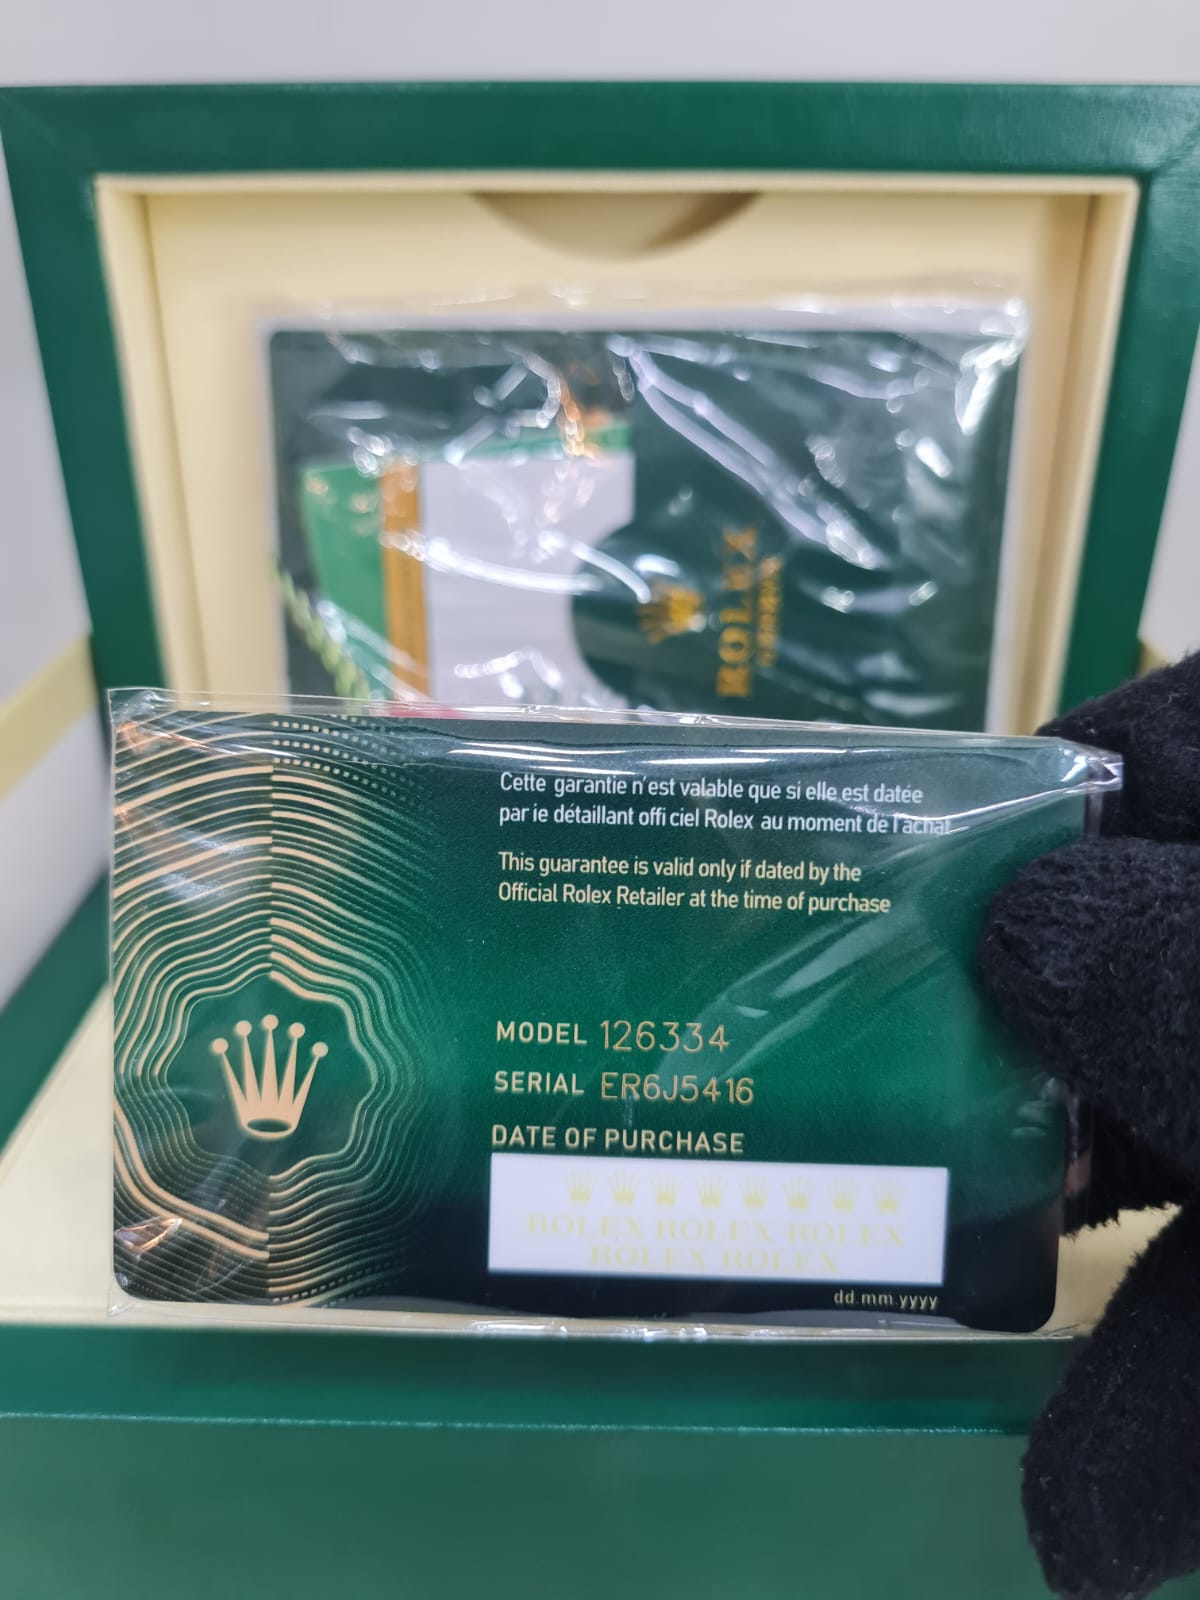 ROLEX
GENEVE
Cette garantie n'est valable que si elle est datée
par ie détaillant offi ciel Rolex au moment de l'achat
This guarantee is valid only if dated by the
Official Rolex Retailer at the time of purchase
MODEL 126334
SERIAL ER6J5416
DATE OF PURCHASE
ROLEX ROLEX ROLEX
ROLEX ROLEX
dd.mm.yyyy